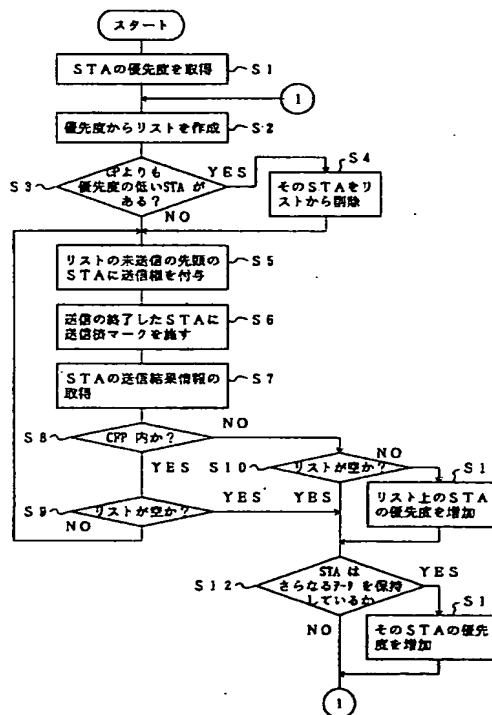 スタート
STAの優先度を取得
S1
1
優先度からリストを作成
S2
CPよりも
優先度の低いSTAが
ある?
S3
YES
NO
S4
そのSTAをリスト
から削除
リストの未送信の先頭の
STAに送信権を付与
S5
送信の終了したSTAに
送信済マークを施す
S6
STAの送信結果情報の
取得
S7
S8
CFP内か?
NO
YES
S9
リストが空か?
YES
NO
S10
リストが空か?
NO
YES
S1
リスト上のSTA
の優先度を増加
S12
STAは
さらなるデータを保持
しているか
YES
NO
S1
そのSTAの優先
度を増加
1